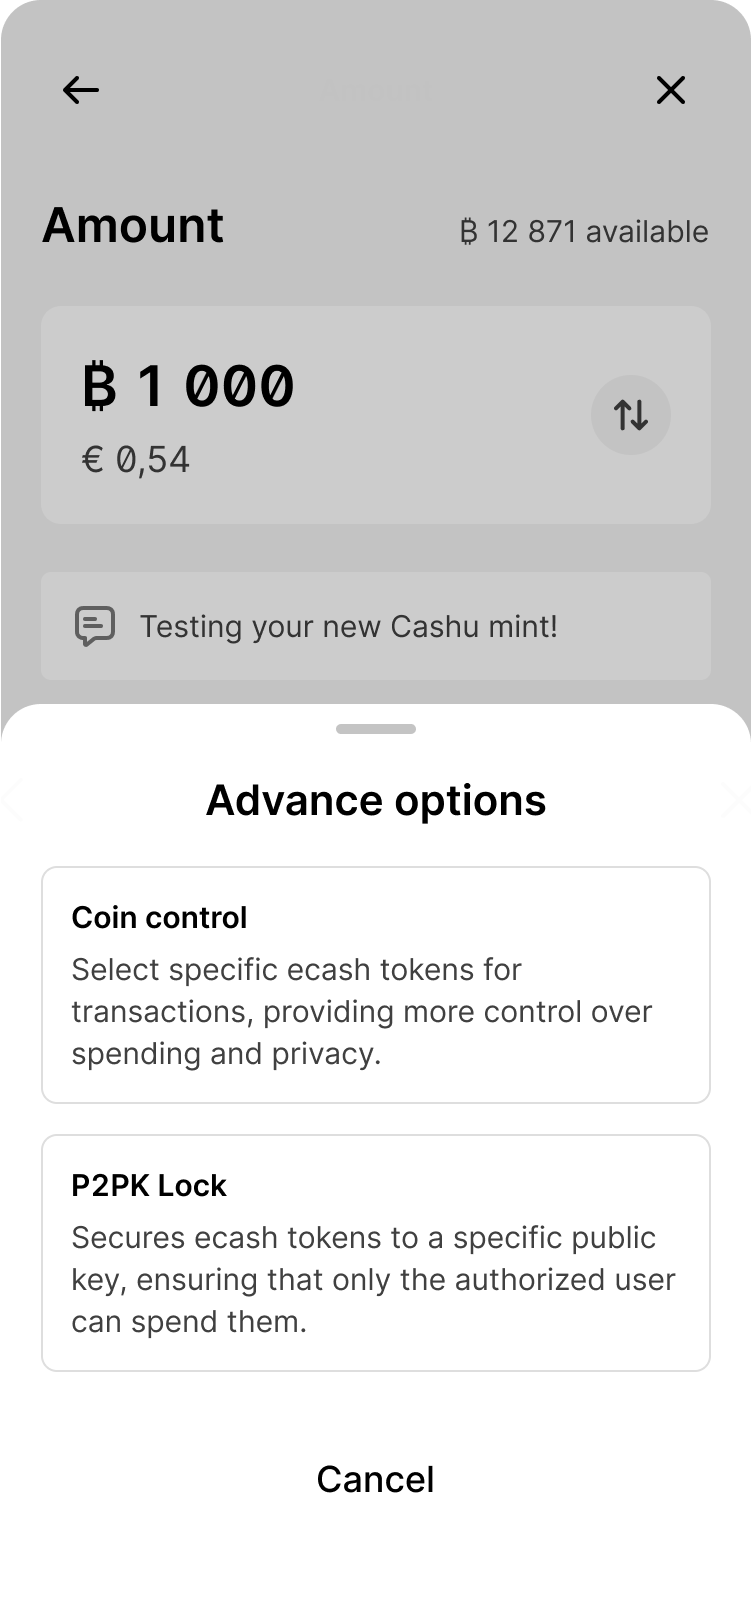 Amount
₿ 12 871 available
₿ 1 000
€ 0,54
Testing your new Cashu mint!
Advance options
Coin control
Select specific ecash tokens for
transactions, providing more control over
spending and privacy.
P2PK Lock
Secures ecash tokens to a specific public
key, ensuring that only the authorized user
can spend them.
Cancel